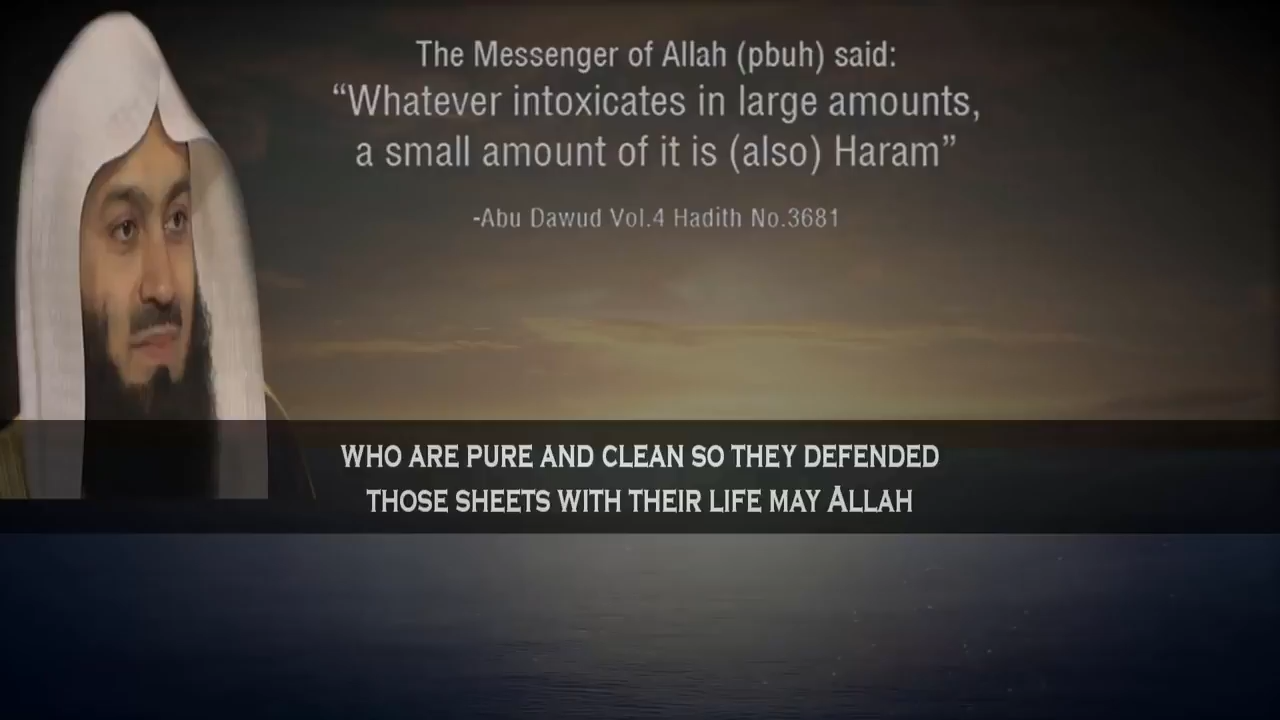 The Messenger of Allah (pbuh) said:
“Whatever intoxicates in large amounts,
a small amount of it is (also) Haram”
-Abu Dawud Vol.4 Hadith No.3681
WHO ARE PURE AND CLEAN SO THEY DEFENDED
THOSE SHEETS WITH THEIR LIFE MAY ALLAH